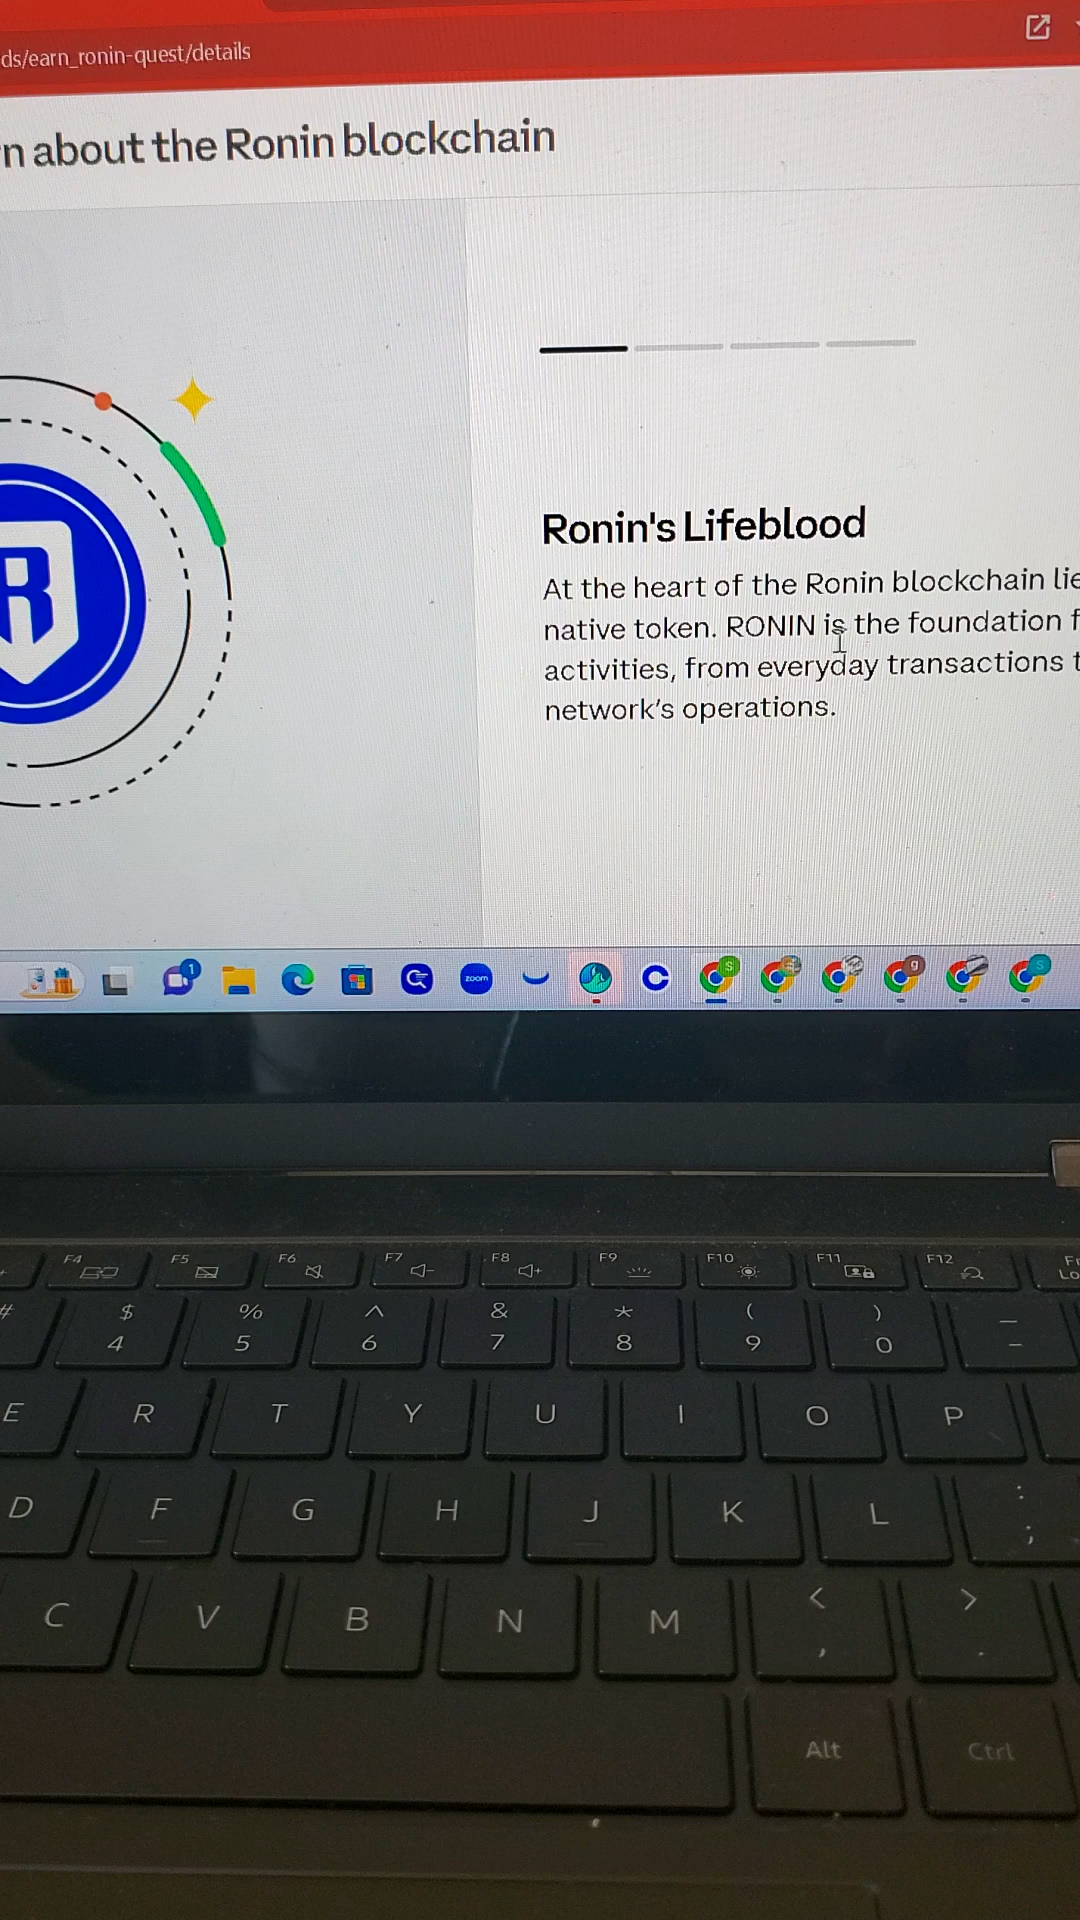 ds/earn_ronin-quest/details
n about the Ronin blockchain
R
Ronin's Lifeblood
At the heart of the Ronin blockchain lie
native token. RONIN is the foundation f
activities, from everyday transactions t
network's operations.
1
zoom
S
g
S
F4 F5 F6 F7 F8 F9 F10 F11 F12
# $ % ^ & * ( ) _
4 5 6 7 8 9 0 -
E R T Y U I O P
D F G H J K L : ;
C V B N M < , > .
Alt Ctrl